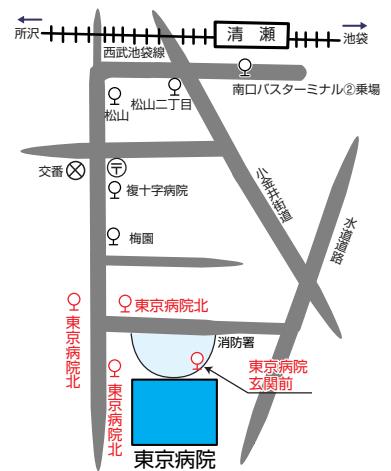 清瀬
所沢
池袋
西武池袋線
南口バスターミナル②乗場
松山二丁目
松山
交番
〒
複十字病院
小金井街道
水道道路
梅園
東京病院北
東京病院北
消防署
東京病院
玄関前
東京病院北
東京病院